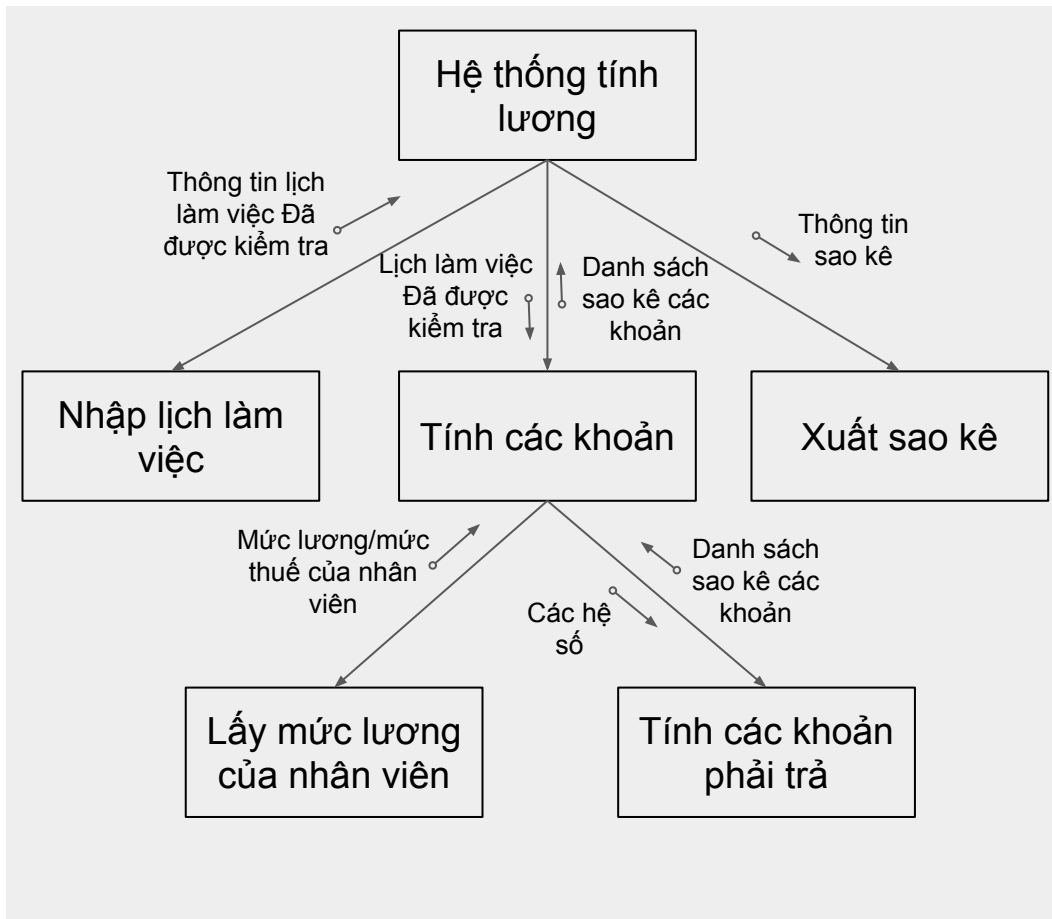 Hệ thống tính
lương
Thông tin lịch
làm việc Đã
được kiểm tra
Lịch làm việc
Đã được
kiểm tra
Danh sách
sao kê các
khoản
Thông tin
sao kê
Nhập lịch làm
việc
Tính các khoản
Xuất sao kê
Mức lương/mức
thuế của nhân
viên
Các hệ
số
Danh sách
sao kê các
khoản
Lấy mức lương
của nhân viên
Tính các khoản
phải trả